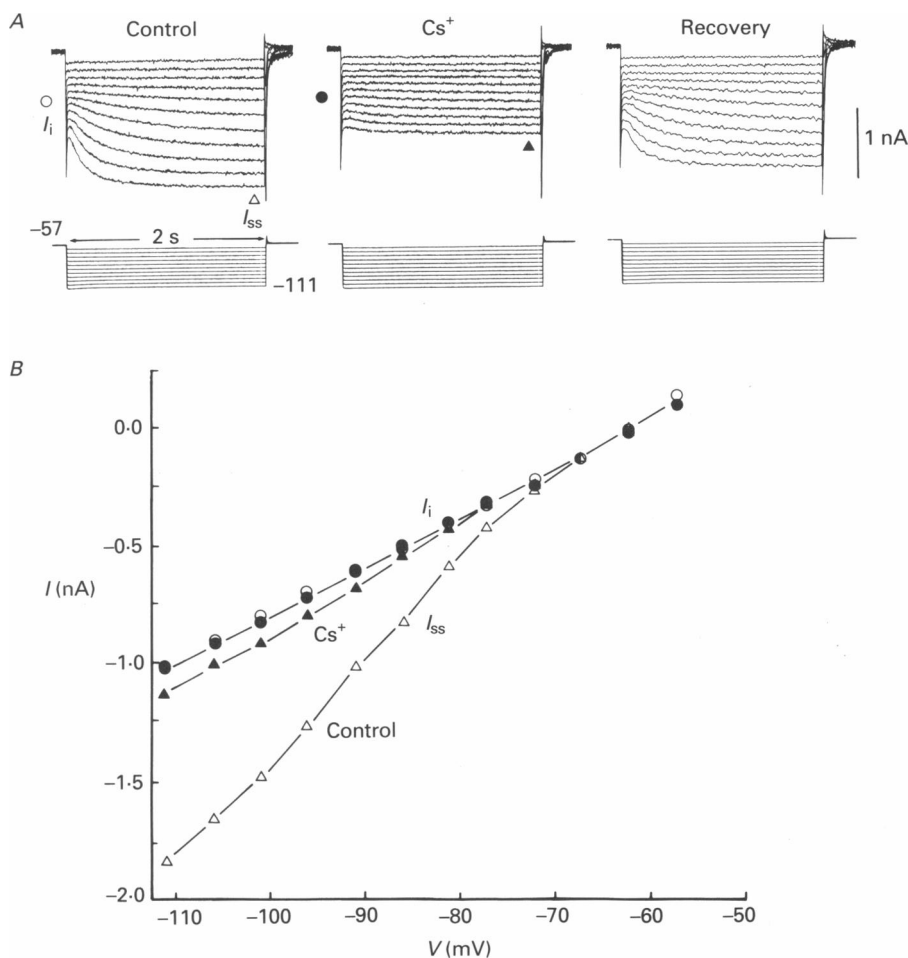 A
Control
Cs⁺
Recovery
○
Iᵢ
●
▲
△
Iₛₛ
1 nA
−57
2 s
−111
B
0·0
−0·5
−1·0
−1·5
−2·0
I (nA)
Iᵢ
Cs⁺
Iₛₛ
Control
−110 −100 −90 −80 −70 −60 −50
V (mV)